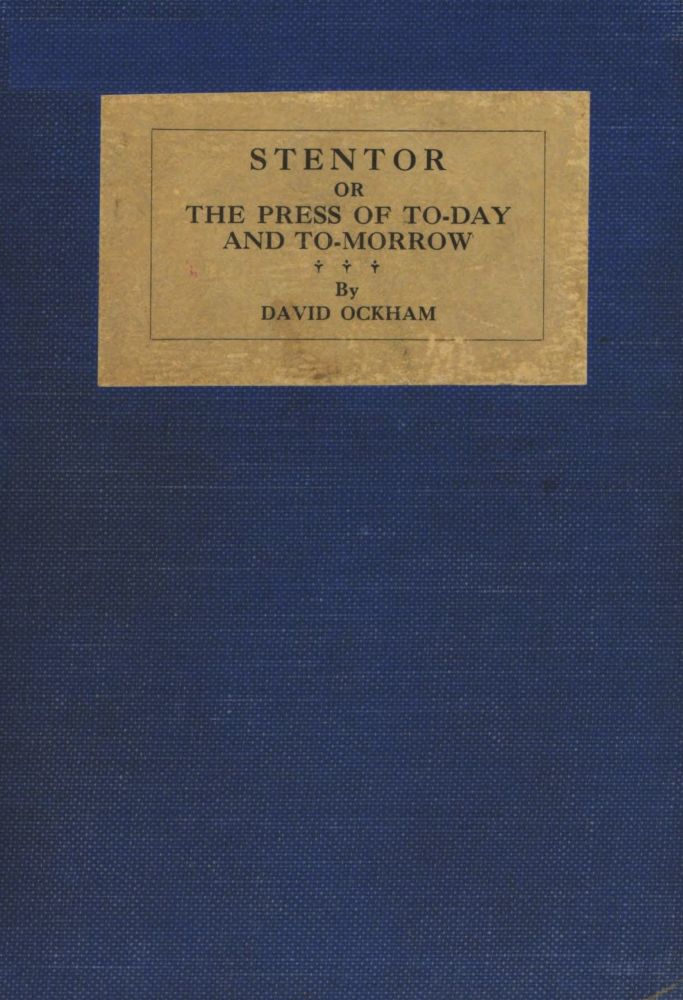 STENTOR
OR
THE PRESS OF TO-DAY
AND TO-MORROW
By
DAVID OCKHAM